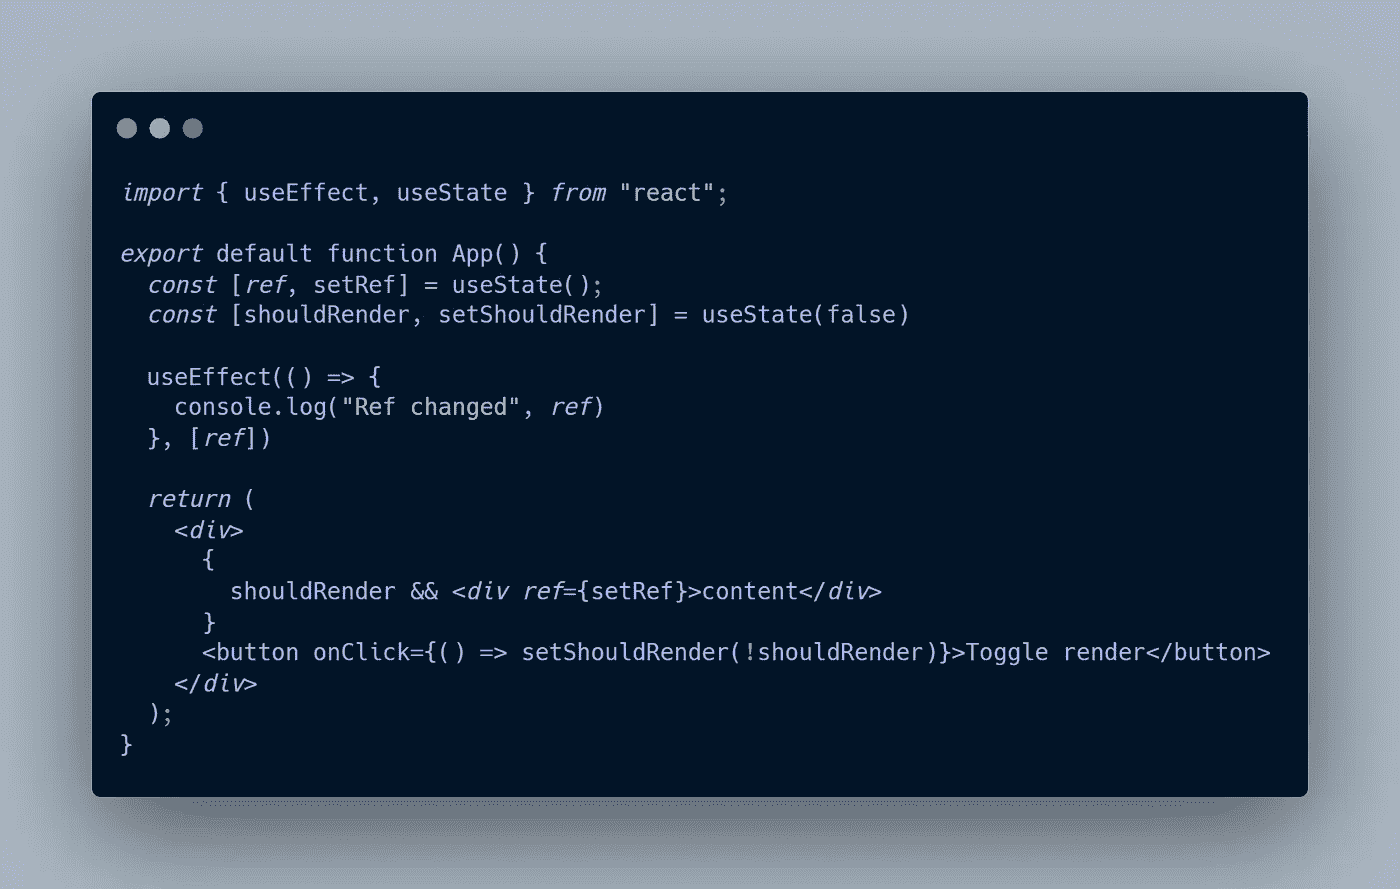 import { useEffect, useState } from "react";

export default function App() {
  const [ref, setRef] = useState();
  const [shouldRender, setShouldRender] = useState(false)

  useEffect(() => {
    console.log("Ref changed", ref)
  }, [ref])

  return (
    <div>
      {
        shouldRender && <div ref={setRef}>content</div>
      }
      <button onClick={() => setShouldRender(!shouldRender)}>Toggle render</button>
    </div>
  );
}